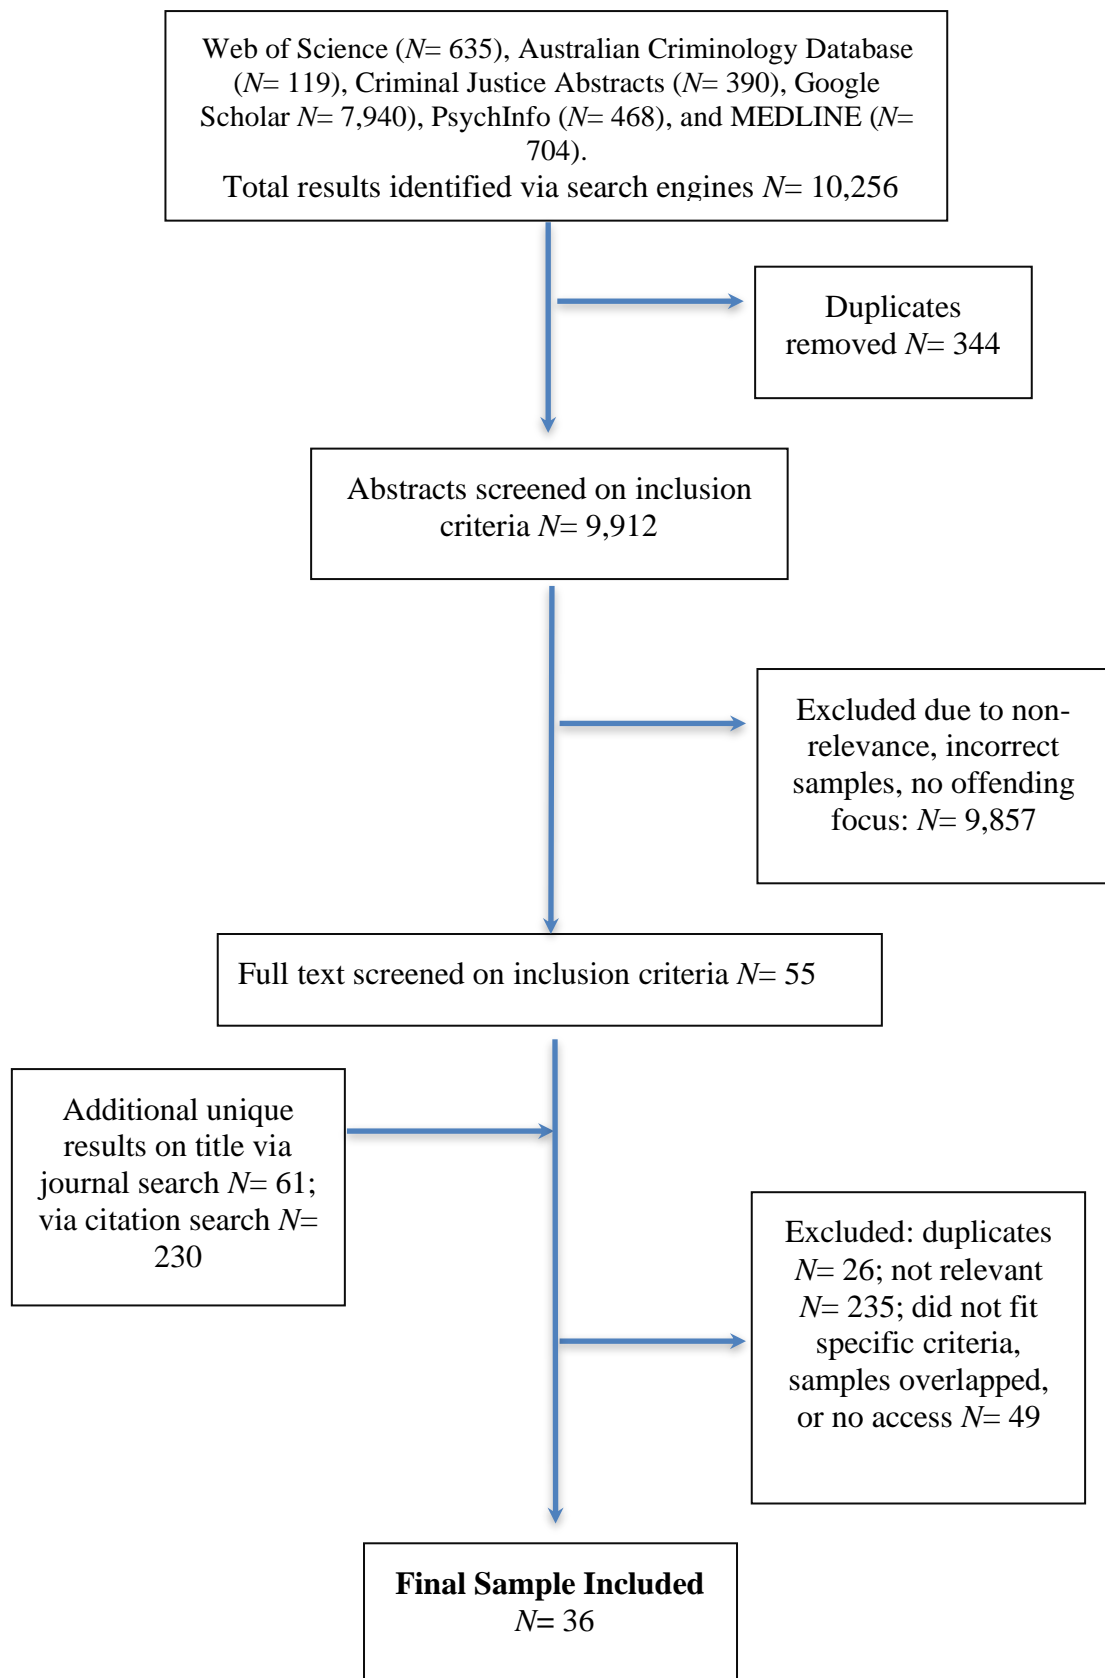 Web of Science (N= 635), Australian Criminology Database
(N= 119), Criminal Justice Abstracts (N= 390), Google
Scholar N= 7,940), PsychInfo (N= 468), and MEDLINE (N=
704).
Total results identified via search engines N= 10,256
Duplicates
removed N= 344
Abstracts screened on inclusion
criteria N= 9,912
Excluded due to non-
relevance, incorrect
samples, no offending
focus: N= 9,857
Full text screened on inclusion criteria N= 55
Additional unique
results on title via
journal search N= 61;
via citation search N=
230
Excluded: duplicates
N= 26; not relevant
N= 235; did not fit
specific criteria,
samples overlapped,
or no access N= 49
Final Sample Included
N= 36